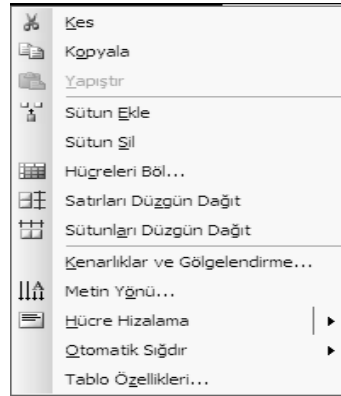 Kes
Kopyala
Yapıştır
Sütun Ekle
Sütun Sil
Hücreleri Böl...
Satırları Düzgün Dağıt
Sütunları Düzgün Dağıt
Kenarlıklar ve Gölgelendirme...
Metin Yönü...
Hücre Hizalama
Otomatik Sığdır
Tablo Özellikleri...